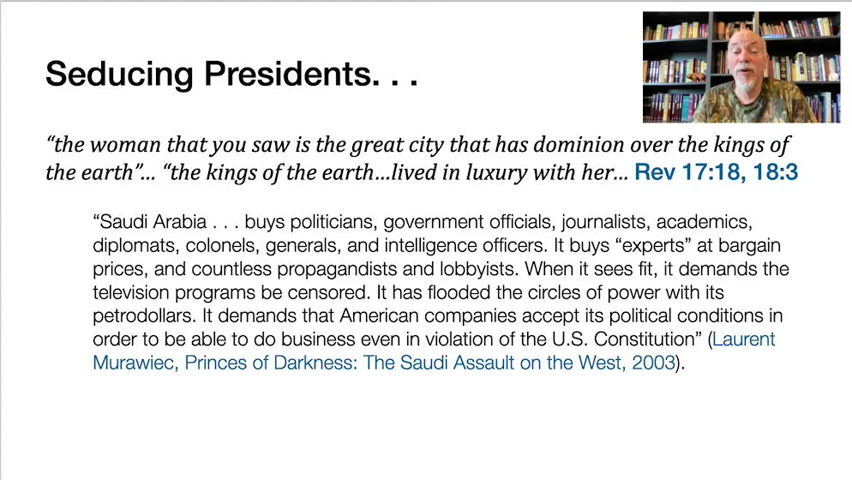 Seducing Presidents. . .
“the woman that you saw is the great city that has dominion over the kings of
the earth”... “the kings of the earth...lived in luxury with her... Rev 17:18, 18:3
“Saudi Arabia . . . buys politicians, government officials, journalists, academics,
diplomats, colonels, generals, and intelligence officers. It buys “experts” at bargain
prices, and countless propagandists and lobbyists. When it sees fit, it demands the
television programs be censored. It has flooded the circles of power with its
petrodollars. It demands that American companies accept its political conditions in
order to be able to do business even in violation of the U.S. Constitution” (Laurent
Murawiec, Princes of Darkness: The Saudi Assault on the West, 2003).